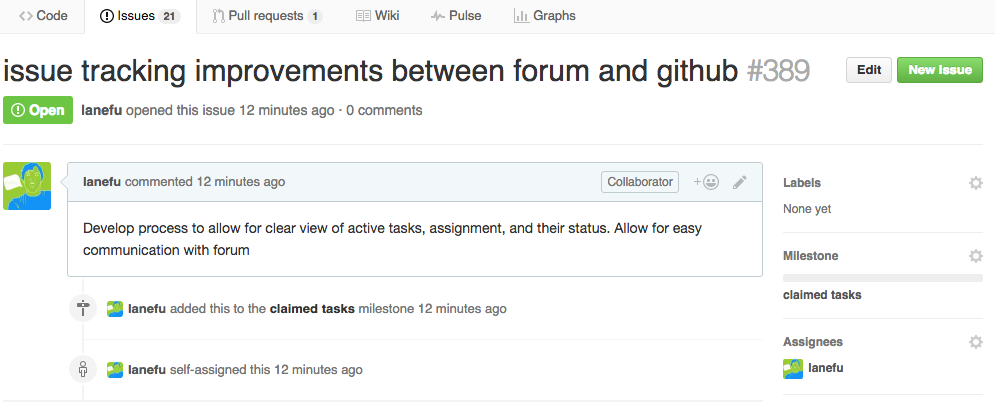 Code Issues 21 Pull requests 1 Wiki Pulse Graphs
issue tracking improvements between forum and github #389 Edit New Issue
Open lanefu opened this issue 12 minutes ago · 0 comments
lanefu commented 12 minutes ago Collaborator +
Develop process to allow for clear view of active tasks, assignment, and their status. Allow for easy
communication with forum
lanefu added this to the claimed tasks milestone 12 minutes ago
lanefu self-assigned this 12 minutes ago
Labels
None yet
Milestone
claimed tasks
Assignees
lanefu